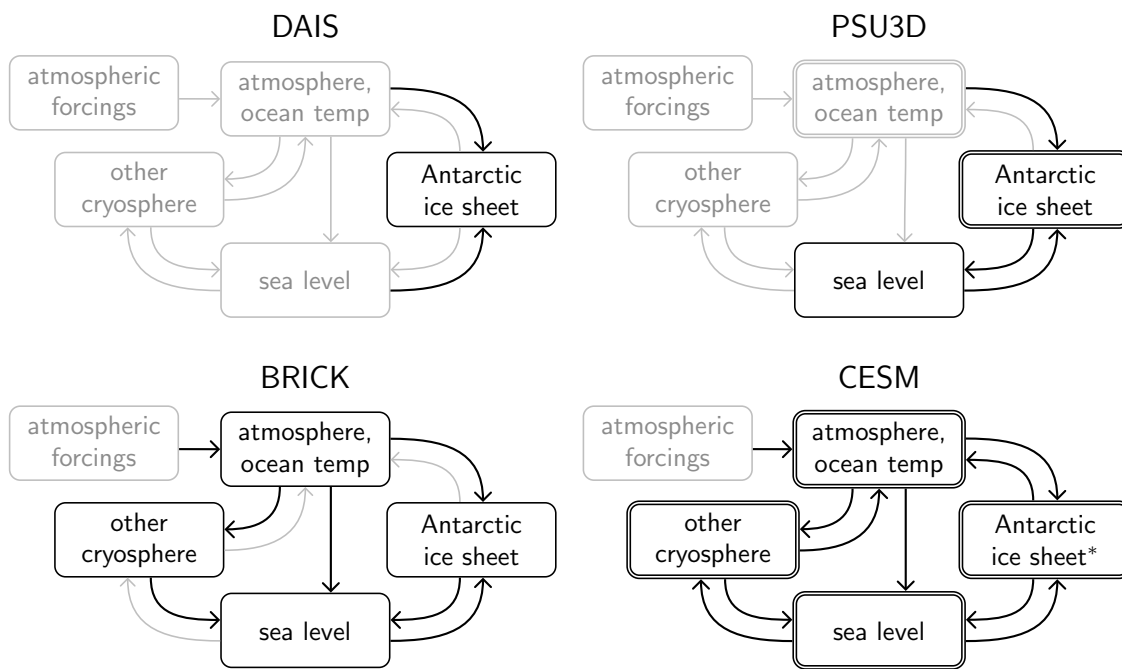 DAIS
atmospheric
forcings
atmosphere,
ocean temp
other
cryosphere
Antarctic
ice sheet
sea level
PSU3D
atmospheric
forcings
atmosphere,
ocean temp
other
cryosphere
Antarctic
ice sheet
sea level
BRICK
atmospheric
forcings
atmosphere,
ocean temp
other
cryosphere
Antarctic
ice sheet
sea level
CESM
atmospheric
forcings
atmosphere,
ocean temp
other
cryosphere
Antarctic
ice sheet*
sea level